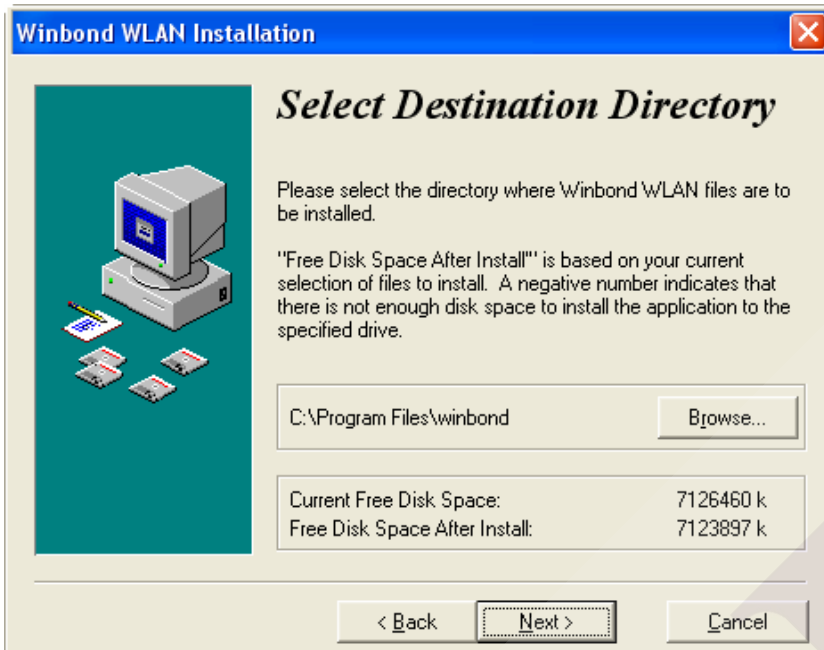 Winbond WLAN Installation
Select Destination Directory
Please select the directory where Winbond WLAN files are to
be installed.
"Free Disk Space After Install"' is based on your current
selection of files to install.  A negative number indicates that
there is not enough disk space to install the application to the
specified drive.
C:\Program Files\winbond
Browse...
Current Free Disk Space: 7126460 k
Free Disk Space After Install: 7123897 k
< Back Next > Cancel